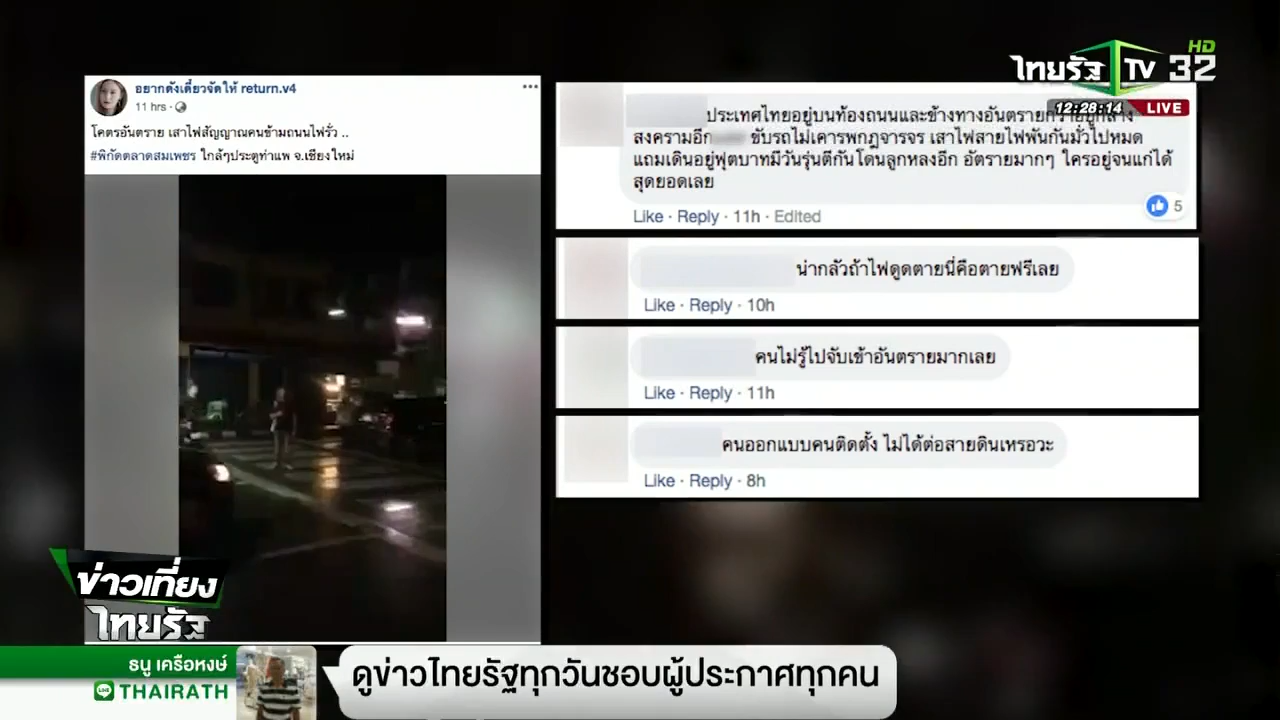 ไทยรัฐ TV 32 HD
12:28:14 LIVE
อยากดังเดี๋ยวจัดให้ return.v4
11 hrs ·
โคตรอันตราย เสาไฟสัญญาณคนข้ามถนนไฟรั่ว ..
#พิกัดตลาดสมเพชร ใกล้ๆประตูท่าแพ จ.เชียงใหม่
ประเทศไทยอยู่บนท้องถนนและข้างทางอันตรายกว่าอยู่กลาง
สงครามอีก ขับรถไม่เคารพกฎจารจร เสาไฟสายไฟพันกันมั่วไปหมด
แถมเดินอยู่ฟุตบาทมีวันรุ่นตีกันโดนลูกหลงอีก อัตรายมากๆ ใครอยู่จนแก่ได้
สุดยอดเลย
Like · Reply · 11h · Edited
5
น่ากลัวถ้าไฟดูดตายนี่คือตายฟรีเลย
Like · Reply · 10h
คนไม่รู้ไปจับเข้าอันตรายมากเลย
Like · Reply · 11h
คนออกแบบคนติดตั้ง ไม่ได้ต่อสายดินเหรอวะ
Like · Reply · 8h
ข่าวเที่ยง
ไทยรัฐ
ธนู เครือหงษ์
LINE THAIRATH
ดูข่าวไทยรัฐทุกวันชอบผู้ประกาศทุกคน